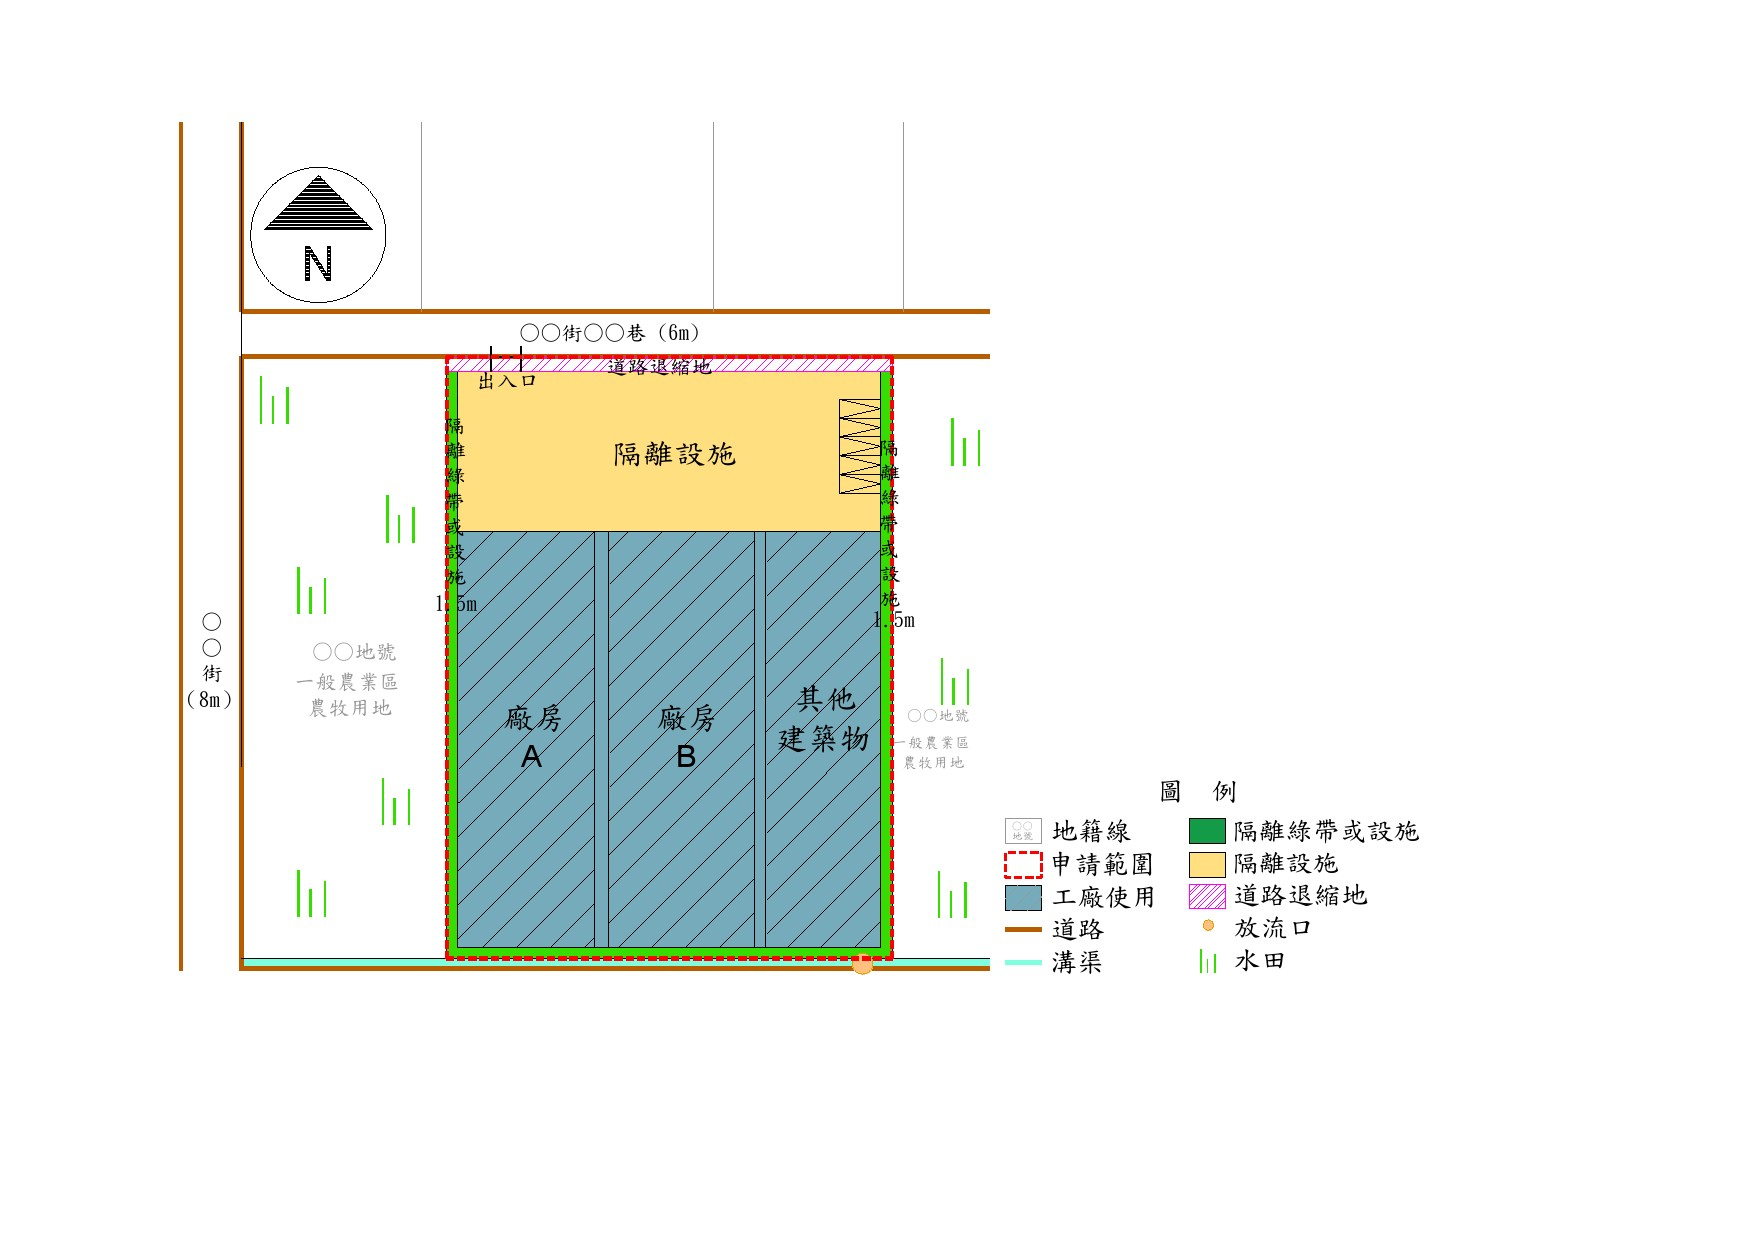 N
○○街○○巷（6m）
道路退縮地
出入口
隔離設施
隔離綠帶或設施
1.5m
隔離綠帶或設施
1.5m
○○街
（8m）
○○地號
一般農業區
農牧用地
廠房
A
廠房
B
其他
建築物
○○地號
一般農業區
農牧用地
圖 例
○○
地號
地籍線
隔離綠帶或設施
申請範圍
隔離設施
工廠使用
道路退縮地
道路
放流口
溝渠
水田